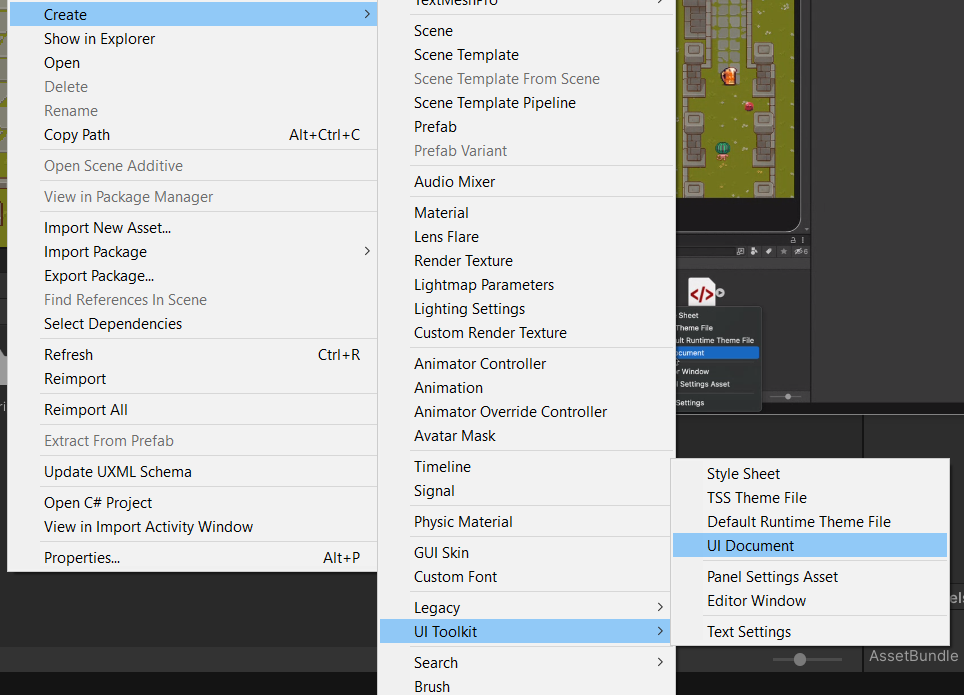 Create
Show in Explorer
Open
Delete
Rename
Copy Path Alt+Ctrl+C
Open Scene Additive
View in Package Manager
Import New Asset...
Import Package
Export Package...
Find References In Scene
Select Dependencies
Refresh Ctrl+R
Reimport
Reimport All
Extract From Prefab
Update UXML Schema
Open C# Project
View in Import Activity Window
Properties... Alt+P
TextMeshPro
Scene
Scene Template
Scene Template From Scene
Scene Template Pipeline
Prefab
Prefab Variant
Audio Mixer
Material
Lens Flare
Render Texture
Lightmap Parameters
Lighting Settings
Custom Render Texture
Animator Controller
Animation
Animator Override Controller
Avatar Mask
Timeline
Signal
Physic Material
GUI Skin
Custom Font
Legacy
UI Toolkit
Search
Brush
6
</>
Sheet
Theme File
ult Runtime Theme File
ocument
r Window
l Settings Asset
Settings
Style Sheet
TSS Theme File
Default Runtime Theme File
UI Document
Panel Settings Asset
Editor Window
Text Settings
AssetBundle